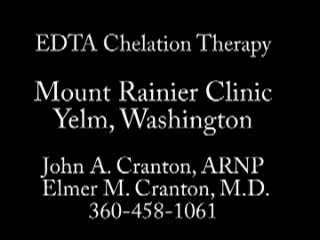 EDTA Chelation Therapy
Mount Rainier Clinic
Yelm, Washington
John A. Cranton, ARNP
Elmer M. Cranton, M.D.
360-458-1061